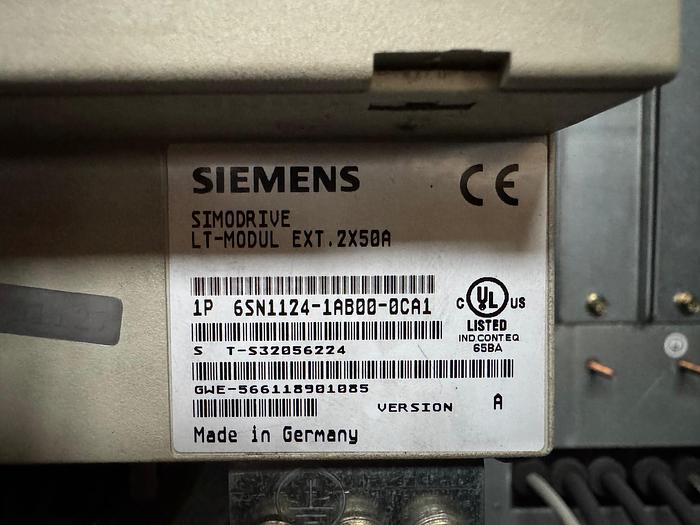 SIEMENS
CE
SIMODRIVE
LT-MODUL EXT.2X50A
1P 6SN1124-1AB00-0CA1
C UL US
LISTED
IND.CONT.EQ
65BA
S T-S32056224
GWE-566118901085
VERSION A
Made in Germany